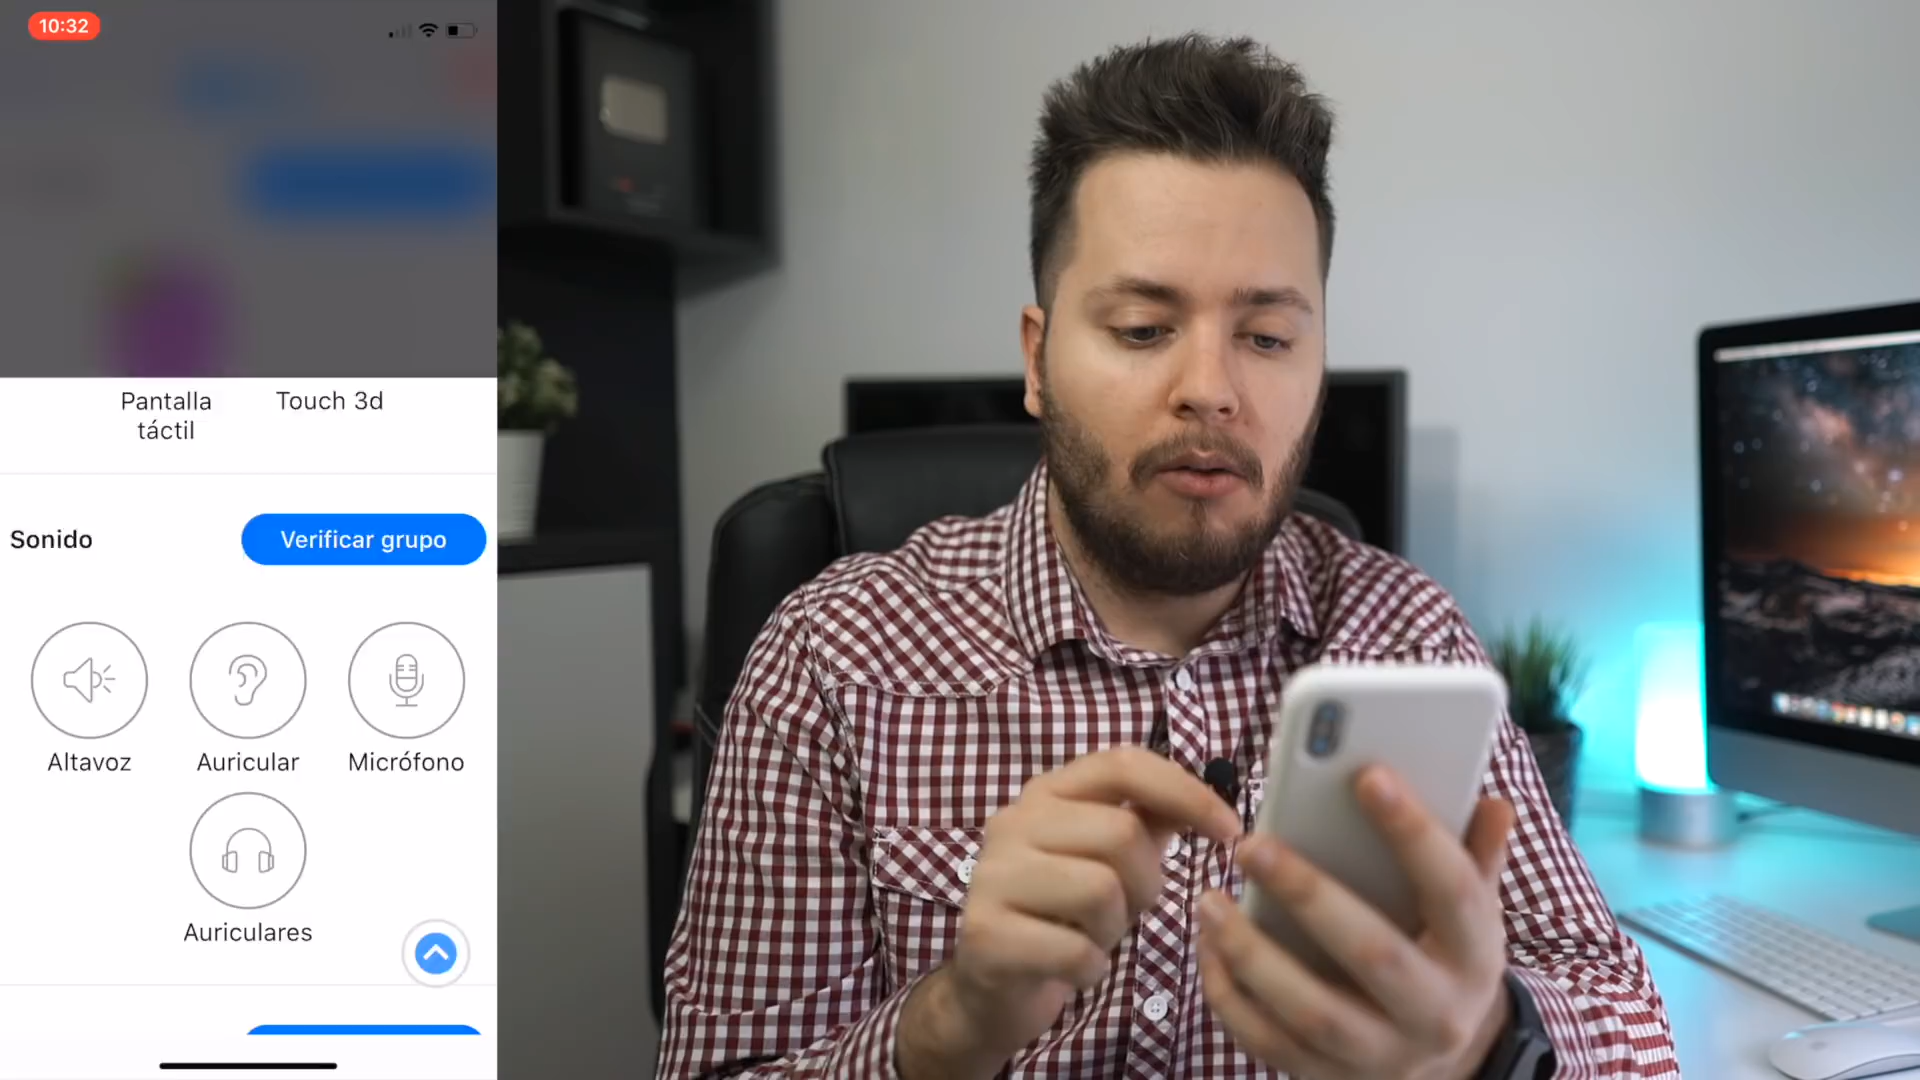 10:32
Pantalla
táctil
Touch 3d
Sonido
Verificar grupo
Altavoz
Auricular
Micrófono
Auriculares